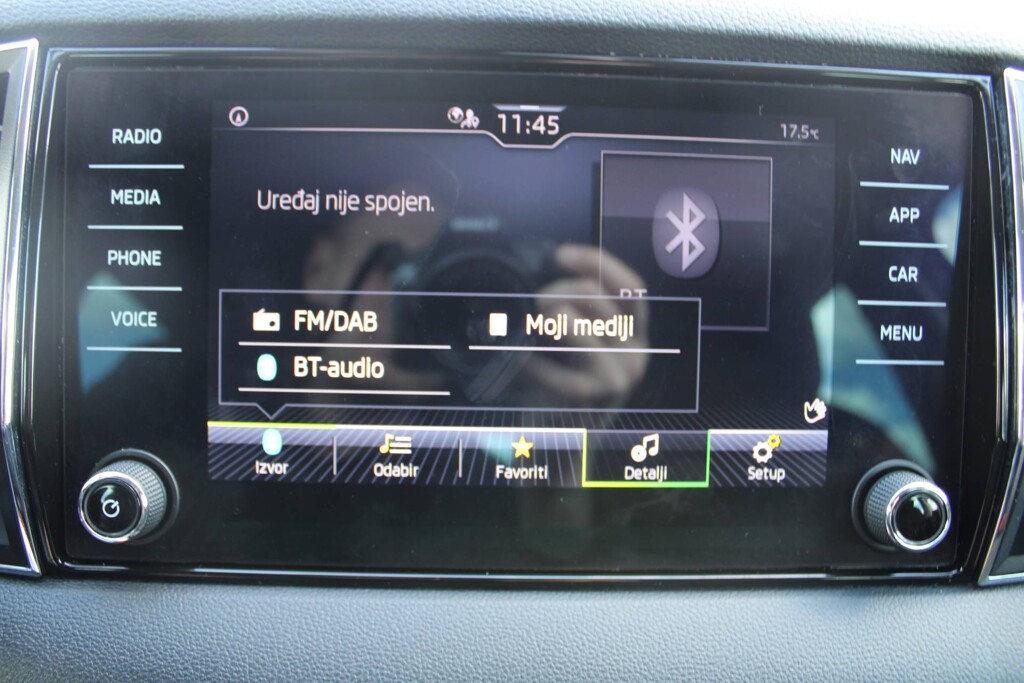 RADIO
MEDIA
PHONE
VOICE
11:45
17.5°C
Uređaj nije spojen.
BT
FM/DAB
Moji mediji
BT-audio
Izvor
Odabir
Favoriti
Detalji
Setup
NAV
APP
CAR
MENU